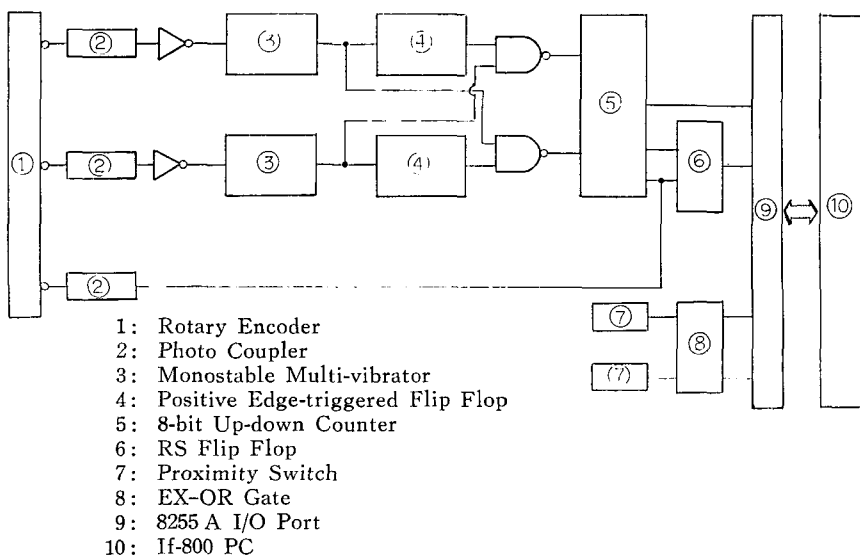 ② ③ ④
② ③ ④ ⑤ ⑥
① ⑨ ⑩
②
⑦ ⑧
(7)
1: Rotary Encoder
2: Photo Coupler
3: Monostable Multi-vibrator
4: Positive Edge-triggered Flip Flop
5: 8-bit Up-down Counter
6: RS Flip Flop
7: Proximity Switch
8: EX-OR Gate
9: 8255 A I/O Port
10: If-800 PC